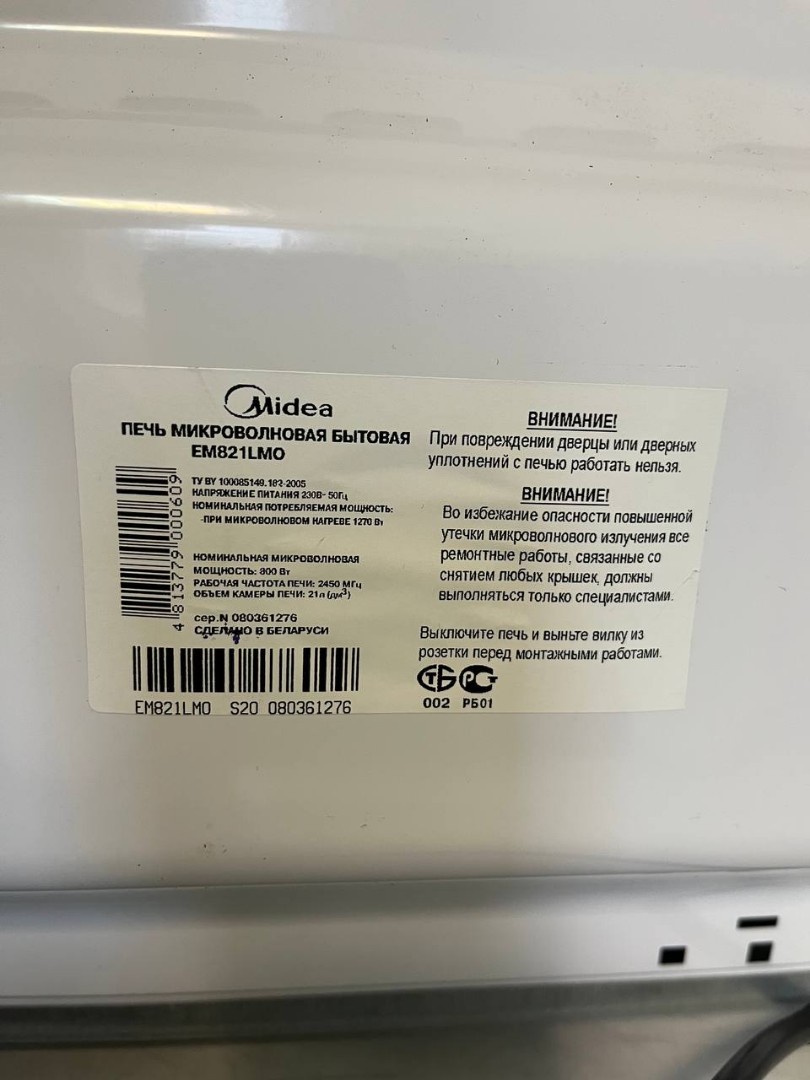 Midea
ПЕЧЬ МИКРОВОЛНОВАЯ БЫТОВАЯ
EM821LMO
ТУ BY 100085149.182-2005
НАПРЯЖЕНИЕ ПИТАНИЯ 230В~ 50Гц
НОМИНАЛЬНАЯ ПОТРЕБЛЯЕМАЯ МОЩНОСТЬ:
-ПРИ МИКРОВОЛНОВОМ НАГРЕВЕ 1270 Вт
НОМИНАЛЬНАЯ МИКРОВОЛНОВАЯ
МОЩНОСТЬ: 800 Вт
РАБОЧАЯ ЧАСТОТА ПЕЧИ: 2450 МГц
ОБЪЕМ КАМЕРЫ ПЕЧИ: 21л (дм³)
сер.N 080361276
СДЕЛАНО В БЕЛАРУСИ
4 813779 000609
EM821LMO S20 080361276
ВНИМАНИЕ!
При повреждении дверцы или дверных
уплотнений с печью работать нельзя.
ВНИМАНИЕ!
Во избежание опасности повышенной
утечки микроволнового излучения все
ремонтные работы, связанные со
снятием любых крышек, должны
выполняться только специалистами.
Выключите печь и выньте вилку из
розетки перед монтажными работами.
СТБ РСТ
002 РБ01